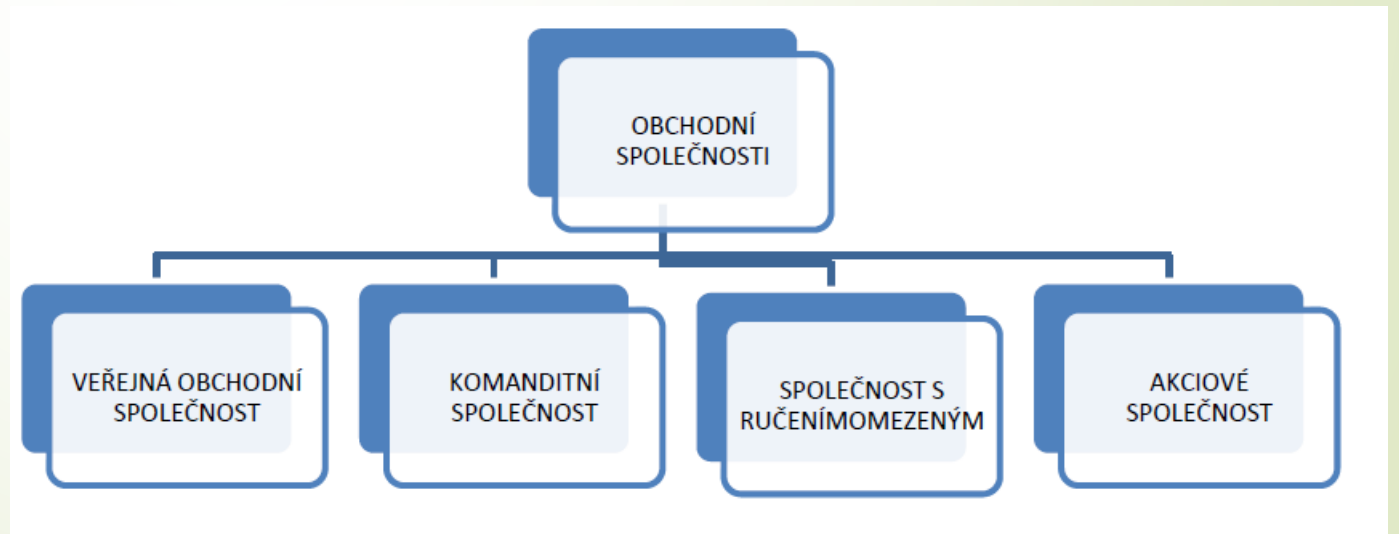 OBCHODNÍ
SPOLEČNOSTI
VEŘEJNÁ OBCHODNÍ
SPOLEČNOST
KOMANDITNÍ
SPOLEČNOST
SPOLEČNOST S
RUČENÍMOMEZENÝM
AKCIOVÉ
SPOLEČNOST